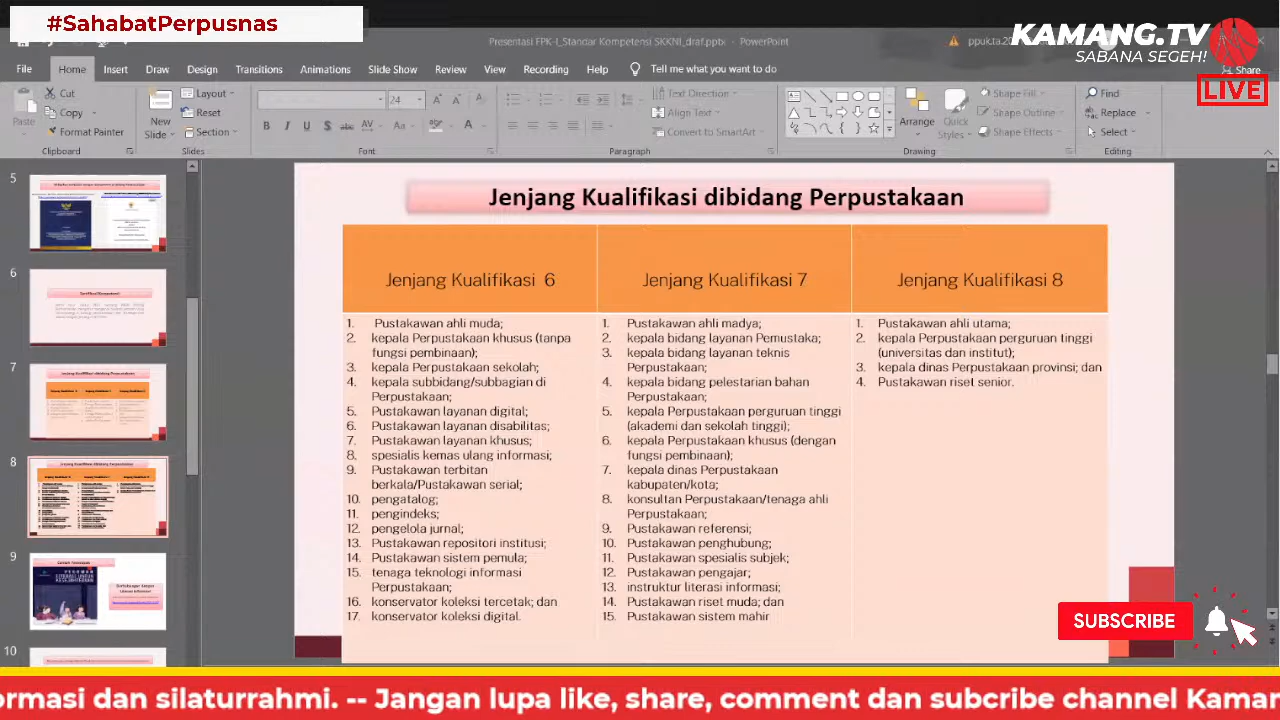 #SahabatPerpusnas
Presentasi FPK-I_Standar Kompetensi SKKNI_draf.pptx - PowerPoint
KAMANG.TV
SABANA SEGEH!
LIVE
File Home Insert Draw Design Transitions Animations Slide Show Review View Recording Help Tell me what you want to do
Share
Paste
Cut
Copy
Format Painter
Clipboard
New
Slide
Layout
Reset
Section
Slides
24
Font
Text Direction
Align Text
Convert to SmartArt
Paragraph
Arrange
Quick
Styles
Shape Fill
Shape Outline
Shape Effects
Drawing
Find
Replace
Select
Editing
5
6
7
8
9
10
Jenjang Kualifikasi dibidang Perpustakaan
Jenjang Kualifikasi 6
1. Pustakawan ahli muda;
2. kepala Perpustakaan khusus (tanpa
fungsi pembinaan);
3. kepala Perpustakaan sekolah;
4. kepala subbidang/subbagian di
Perpustakaan;
5. Pustakawan layanan digital;
6. Pustakawan layanan disabilitas;
7. Pustakawan layanan khusus;
8. spesialis kemas ulang informasi;
9. Pustakawan terbitan
berkala/Pustakawan serial;
10. pengatalog;
11. pengindeks;
12. pengelola jurnal;
13. Pustakawan repositori institusi;
14. Pustakawan sistem pemula;
15. tenaga teknologi informasi
Perpustakaan;
16. konservator koleksi tercetak; dan
17. konservator koleksi digital.
Jenjang Kualifikasi 7
1. Pustakawan ahli madya;
2. kepala bidang layanan Pemustaka;
3. kepala bidang layanan teknis
Perpustakaan;
4. kepala bidang pelestarian bahan
Perpustakaan;
5. kepala Perpustakaan perguruan tinggi
(akademi dan sekolah tinggi);
6. kepala Perpustakaan khusus (dengan
fungsi pembinaan);
7. kepala dinas Perpustakaan
kabupaten/kota;
8. konsultan Perpustakaan/tenaga ahli
Perpustakaan;
9. Pustakawan referensi;
10. Pustakawan penghubung;
11. Pustakawan spesialis subjek;
12. Pustakawan pengajar;
13. instruktur literasi informasi;
14. Pustakawan riset muda; dan
15. Pustakawan sistem mahir
Jenjang Kualifikasi 8
1. Pustakawan ahli utama;
2. kepala Perpustakaan perguruan tinggi
(universitas dan institut);
3. kepala dinas Perpustakaan provinsi; dan
4. Pustakawan riset senior.
SUBSCRIBE
ormasi dan silaturrahmi. -- Jangan lupa like, share, comment dan subcribe channel Kaman